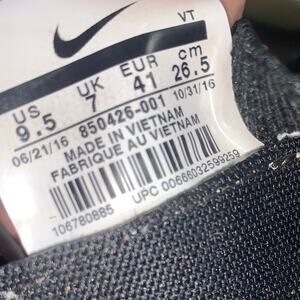 VT
US UK EUR cm
9.5 7 41 26.5
06/21/16 850426-001 10/31/16
MADE IN VIETNAM
FABRIQUE AU VIETNAM
106780885 UPC 00666032599259